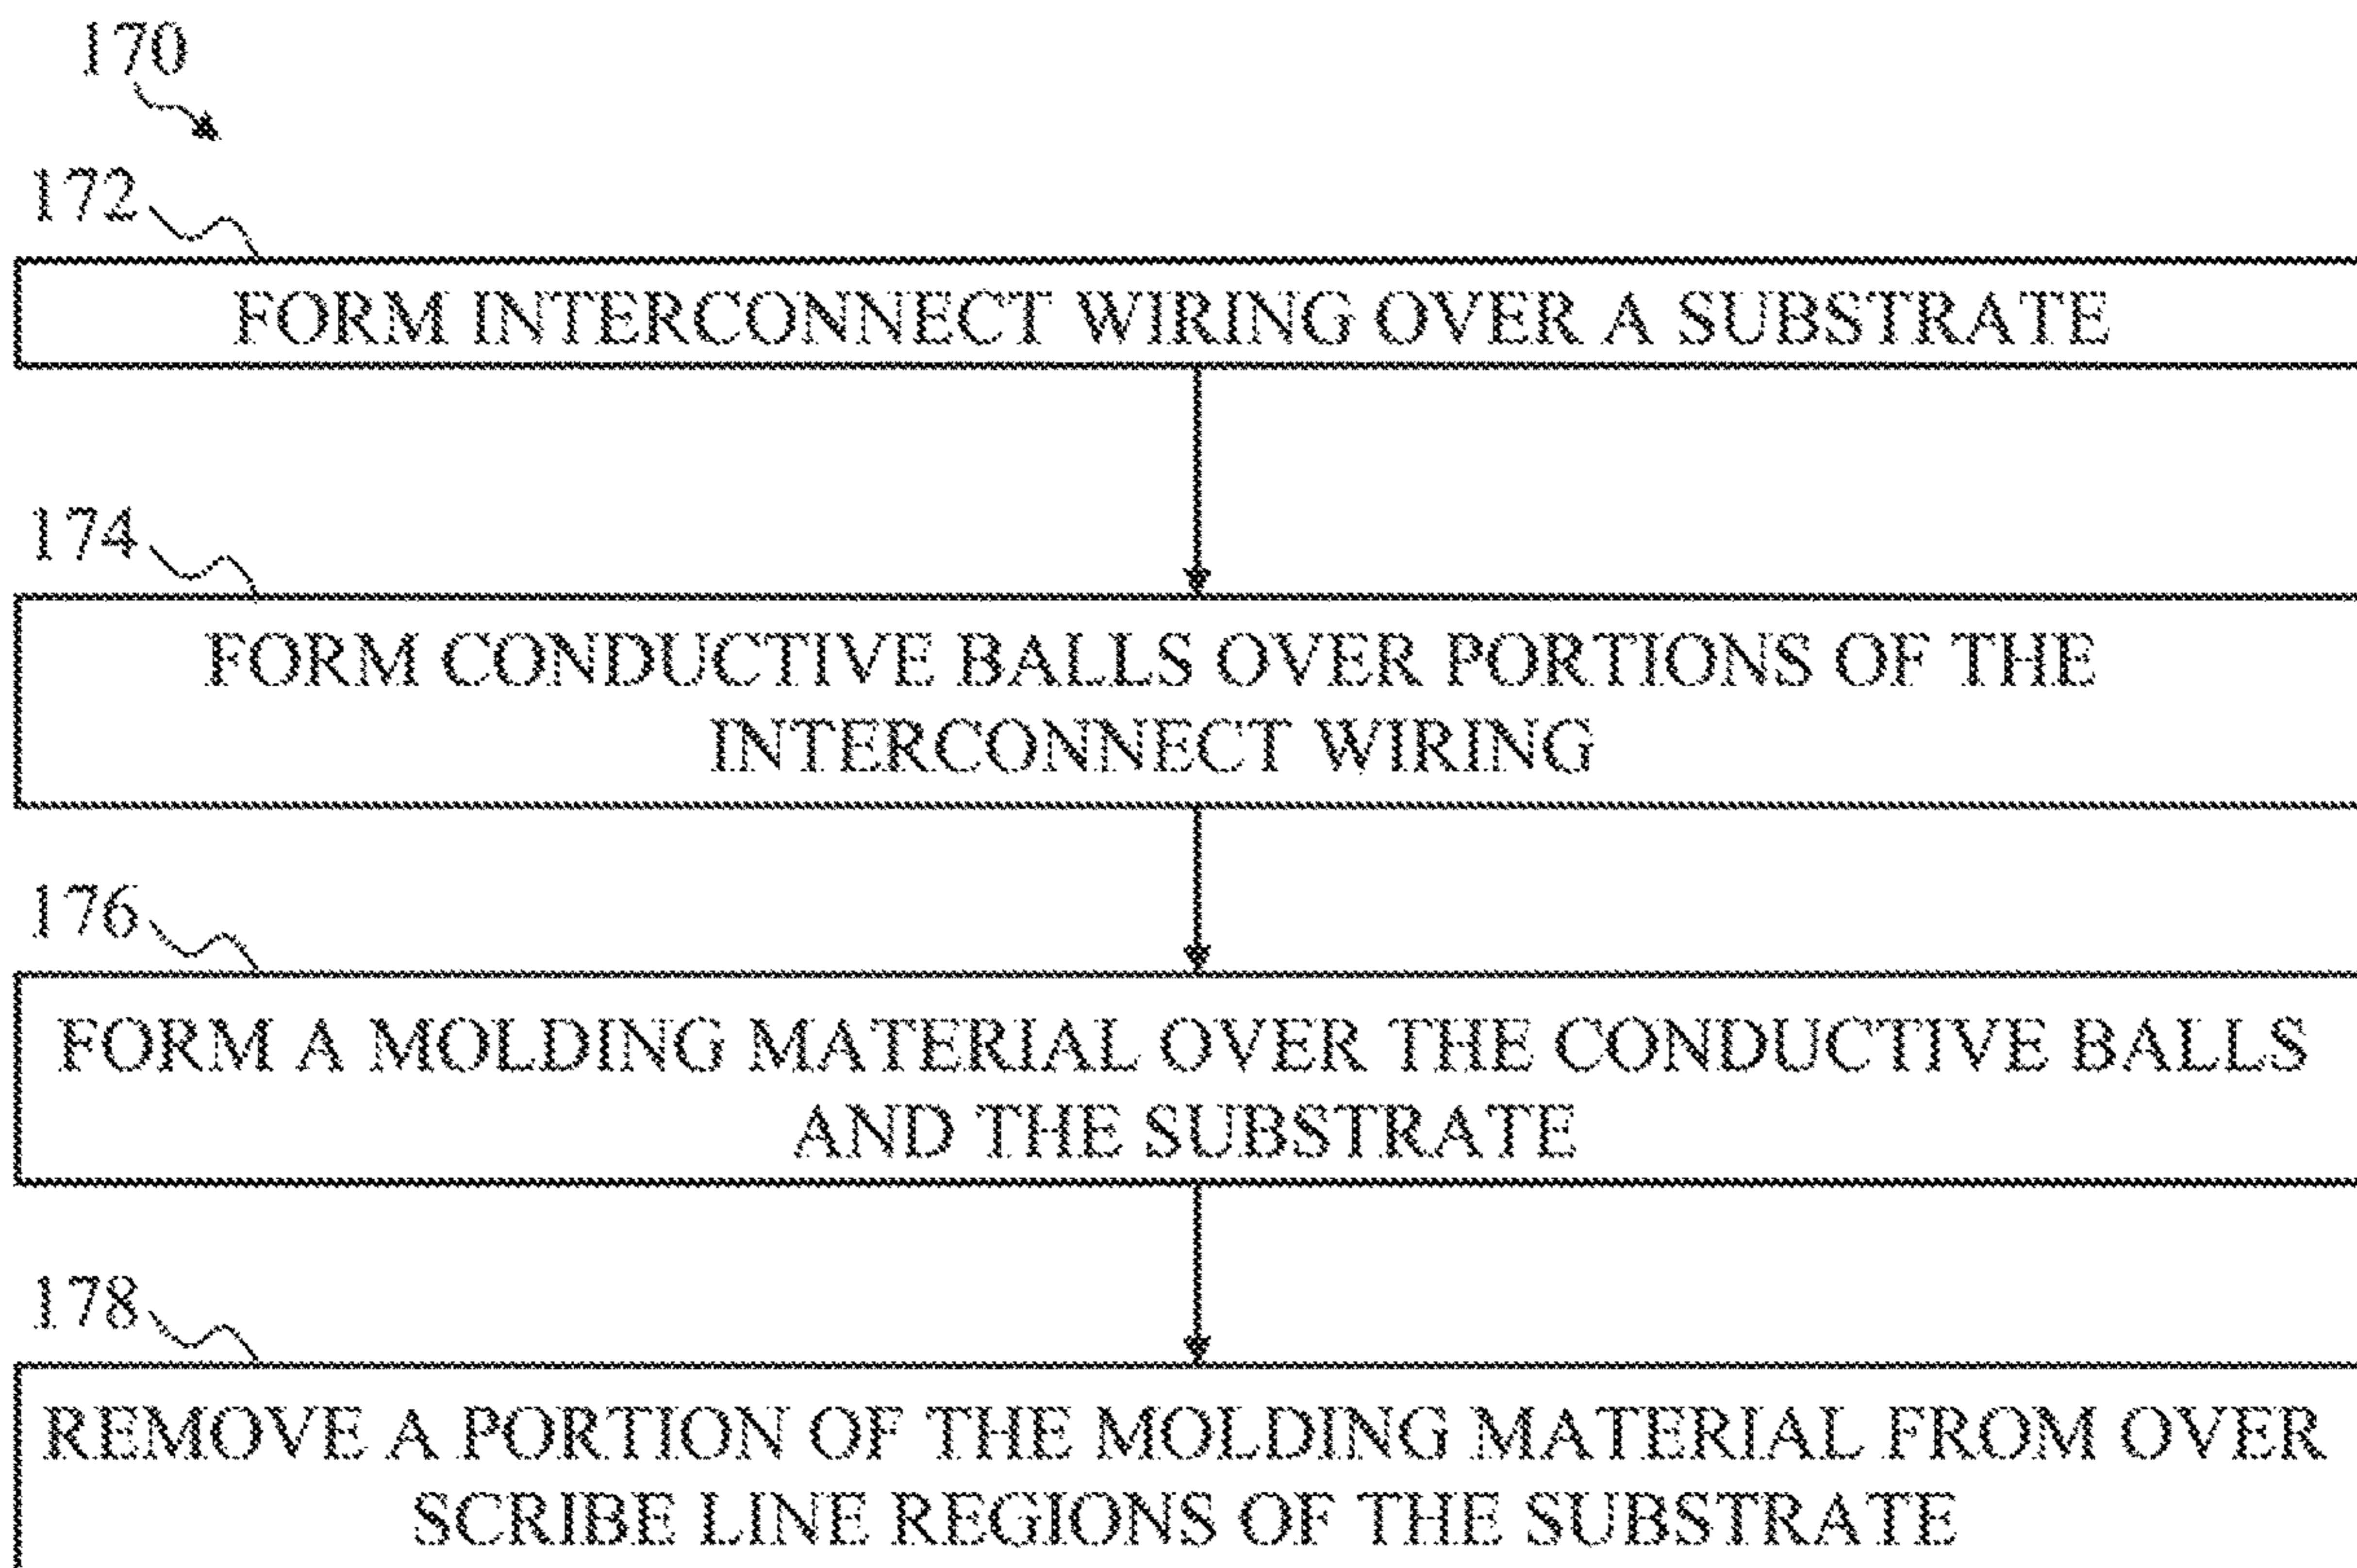 170
172
FORM INTERCONNECT WIRING OVER A SUBSTRATE
174
FORM CONDUCTIVE BALLS OVER PORTIONS OF THE
INTERCONNECT WIRING
176
FORM A MOLDING MATERIAL OVER THE CONDUCTIVE BALLS
AND THE SUBSTRATE
178
REMOVE A PORTION OF THE MOLDING MATERIAL FROM OVER
SCRIBE LINE REGIONS OF THE SUBSTRATE